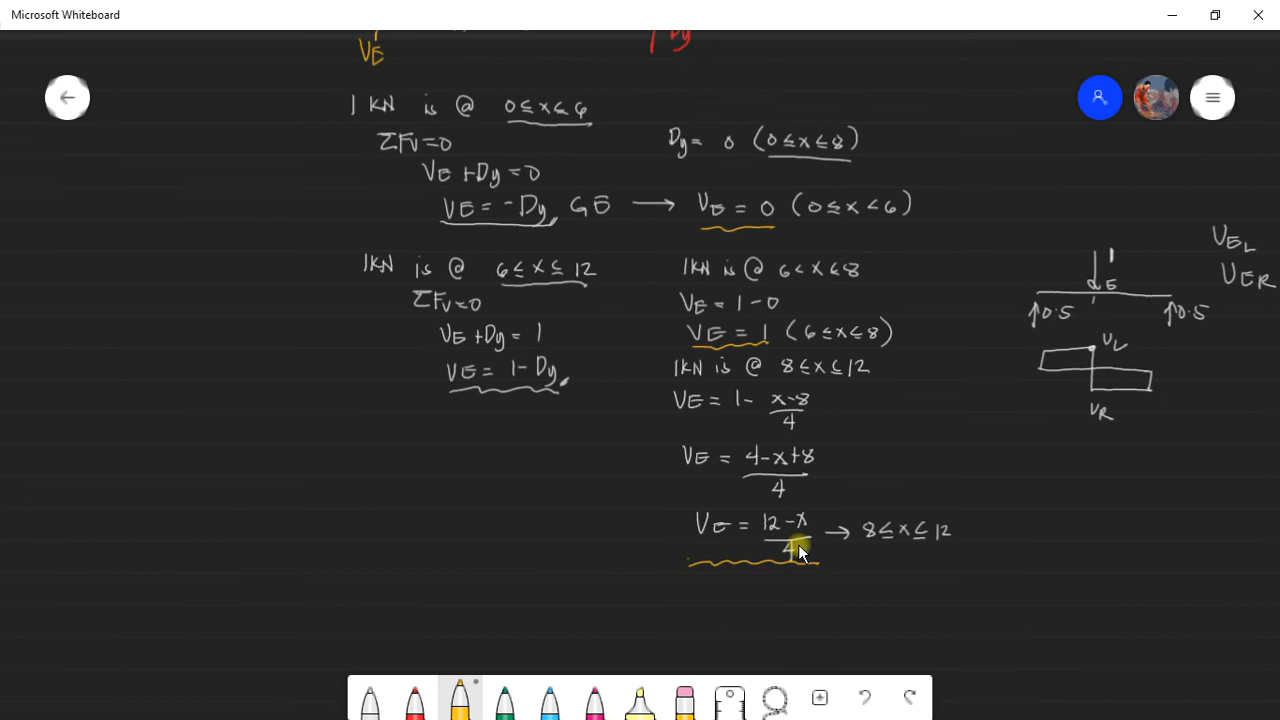 Microsoft Whiteboard
VE
Dy
1 KN is @ 0≤x≤6
ΣFv=0
VE +Dy =0
VE = -Dy, GE →
1KN is @ 6≤x≤12
ΣFv=0
VE +Dy = 1
VE = 1- Dy
Dy= 0 (0≤x≤8)
VE = 0 (0≤x<6)
1KN is @ 6<x≤8
VE = 1-0
VE = 1 (6≤x≤8)
1KN is @ 8≤x≤12
VE = 1- x-8/4
VE = 4-x+8/4
VE = 12-x/4 → 8≤x≤12
VEL
VER
1
E
0.5 0.5
VL
VR